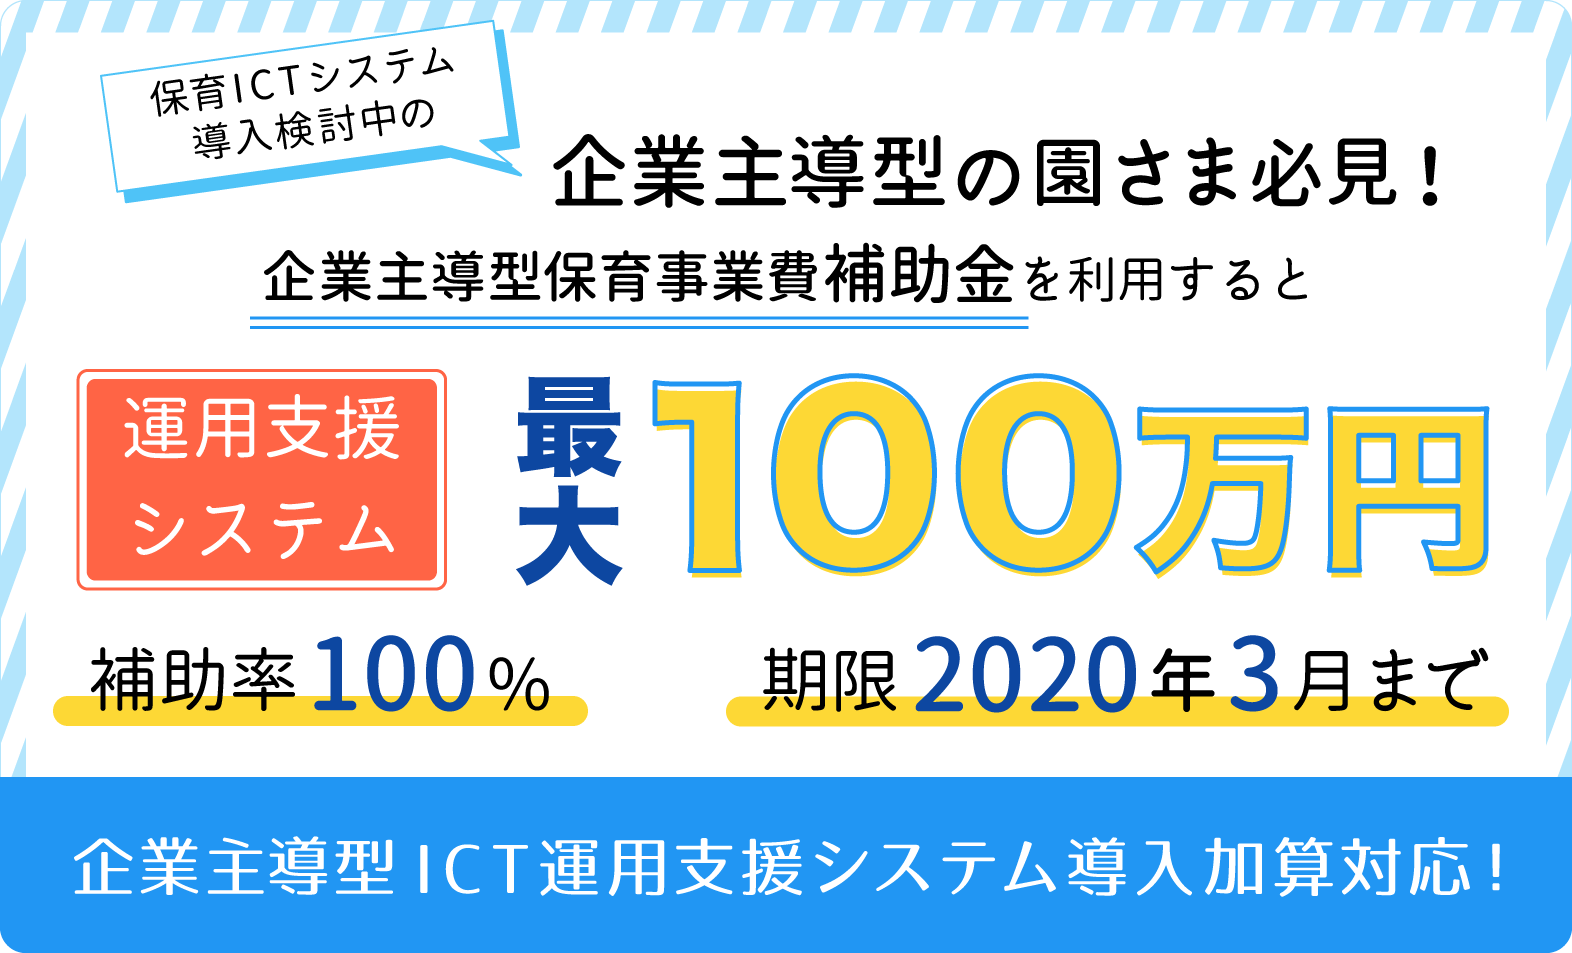 保育ICTシステム
導入検討中の
企業主導型の園さま必見！
企業主導型保育事業費補助金を利用すると
運用支援
システム
最大100万円
補助率100％
期限2020年3月まで
企業主導型ICT運用支援システム導入加算対応！